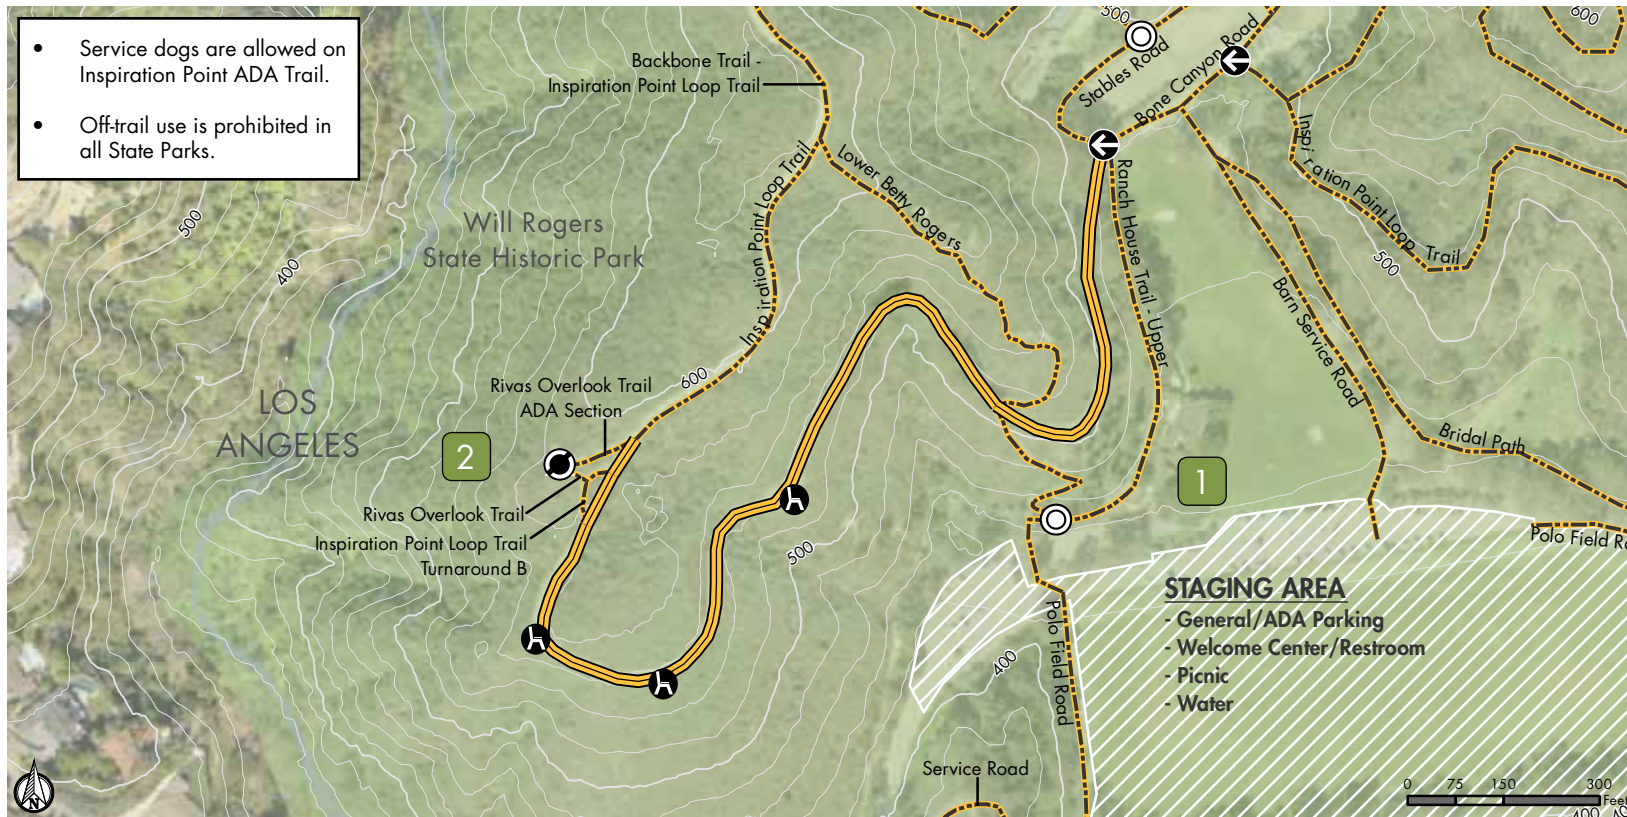 • Service dogs are allowed on
Inspiration Point ADA Trail.
• Off-trail use is prohibited in
all State Parks.
Backbone Trail -
Inspiration Point Loop Trail
500
Stables Road
Bone Canyon Road
600
Inspiration Point Loop Trail
Lower Betty Rogers
Ranch House Trail - Upper
Inspiration Point Loop Trail
500
Will Rogers
State Historic Park
500
400
Barn Service Road
600
Rivas Overlook Trail
ADA Section
LOS
ANGELES
2
1
Bridal Path
Rivas Overlook Trail
Inspiration Point Loop Trail
Turnaround B
500
Polo Field R
STAGING AREA
- General/ADA Parking
- Welcome Center/Restroom
- Picnic
- Water
Polo Field Road
400
Service Road
N
0 75 150 300
Feet
400